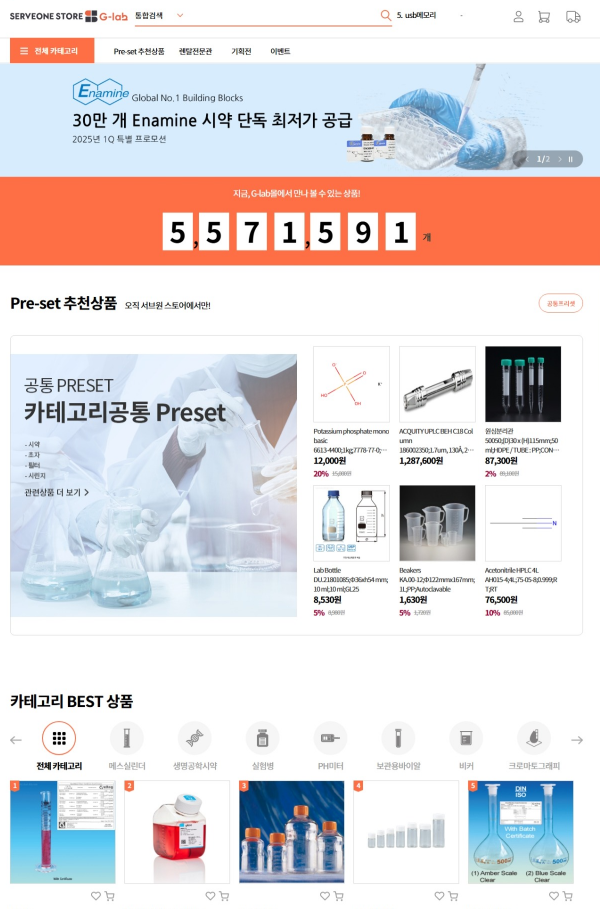 SERVEONE STORE G-lab 통합검색 5. usb메모리 -
전체 카테고리 Pre-set 추천상품 렌탈전문관 기획전 이벤트
Enamine Global No.1 Building Blocks
30만 개 Enamine 시약 단독 최저가 공급
2025년 1Q 특별 프로모션
1/2
지금, G-lab몰에서 만나 볼 수 있는 상품!
5,571,591 개
Pre-set 추천상품 오직 서브원 스토어에서만!
공통프리셋
공통 PRESET
카테고리공통 Preset
- 시약
- 초자
- 필터
- 시린지
관련상품 더 보기
Potassium phosphate mono
basic
6613-4400;1kg;7778-77-0;···
12,000원
20% 15,000원
ACQUITY UPLC BEH C18 Col
umn
186002350;1.7um, 130Å, 2···
1,287,600원
원심분리관
50050;[D]30 x [H]115mm;50
ml;HDPE / TUBE : PP;CON···
87,300원
2% 89,100원
Lab Bottle
DU.21801085;Φ36xh54 mm;
10 ml;10 ml;GL25
8,530원
5% 8,980원
Beakers
KA.00-12;Φ122mmx167mm;
1L;PP;Autoclavable
1,630원
5% 1,720원
Acetonitrile HPLC 4L
AH015-4;4L;75-05-8;0.999;R
T;RT
76,500원
10% 85,000원
카테고리 BEST 상품
전체 카테고리 메스실린더 생명공학시약 실험병 PH미터 보관용바이알 비커 크로마토그래피
1 2 3 4 5
DIN
ISO
With Batch
Certificate
(1) Amber Scale (2) Blue Scale
Clear Clear